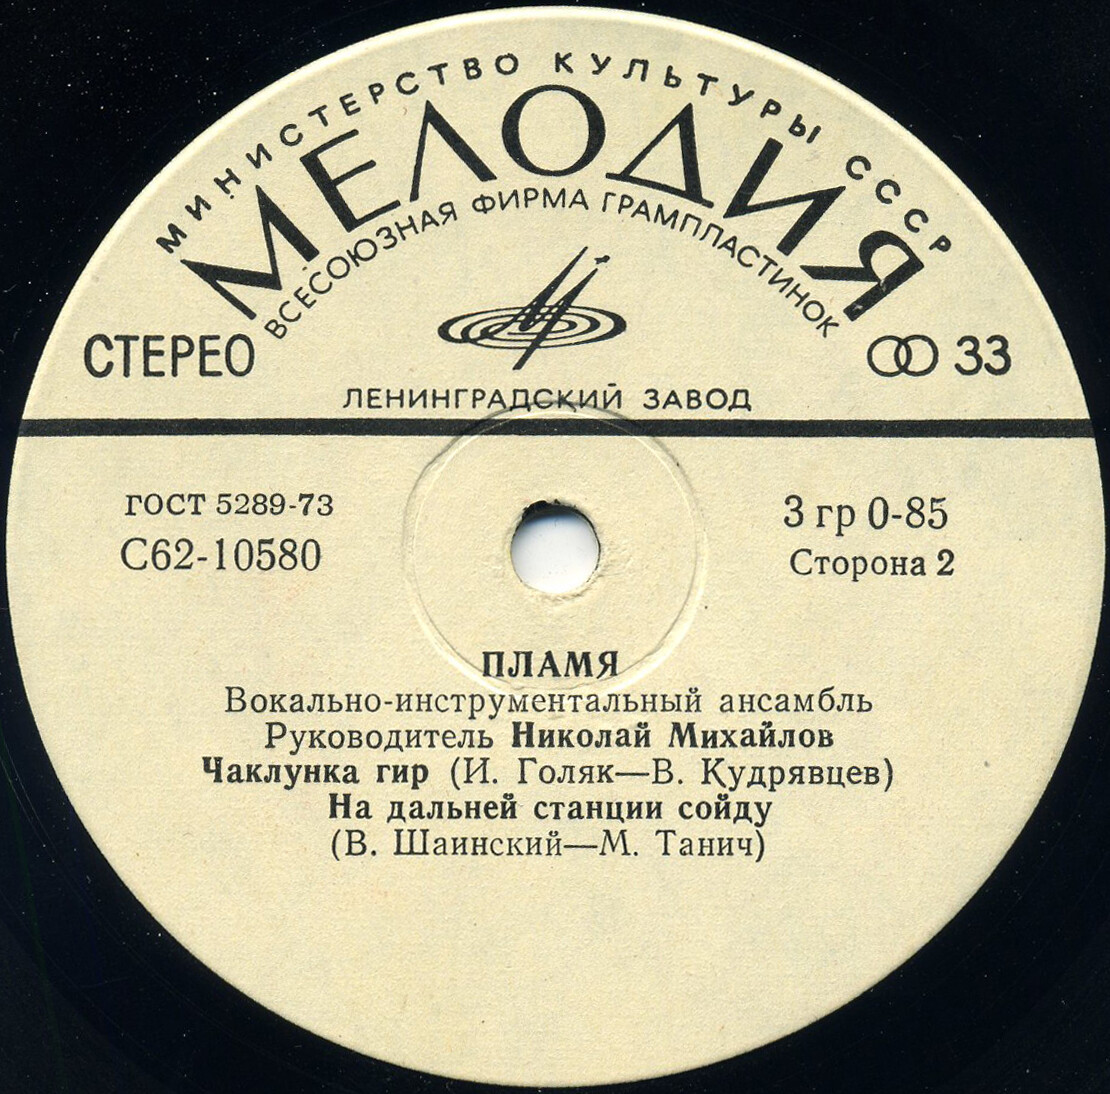 МИНИСТЕРСТВО КУЛЬТУРЫ СССР
МЕЛОДИЯ
ВСЕСОЮЗНАЯ ФИРМА ГРАМПЛАСТИНОК
СТЕРЕО 33
ЛЕНИНГРАДСКИЙ ЗАВОД
ГОСТ 5289-73 3 гр 0-85
С62-10580 Сторона 2
ПЛАМЯ
Вокально-инструментальный ансамбль
Руководитель Николай Михайлов
Чаклунка гир (И. Голяк—В. Кудрявцев)
На дальней станции сойду
(В. Шаинский—М. Танич)